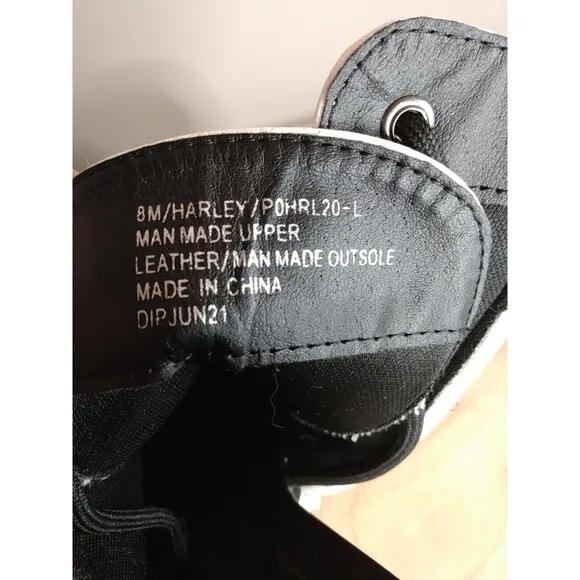 8M/HARLEY/P0HRL20-L
MAN MADE UPPER
LEATHER/MAN MADE OUTSOLE
MADE IN CHINA
DIPJUN21